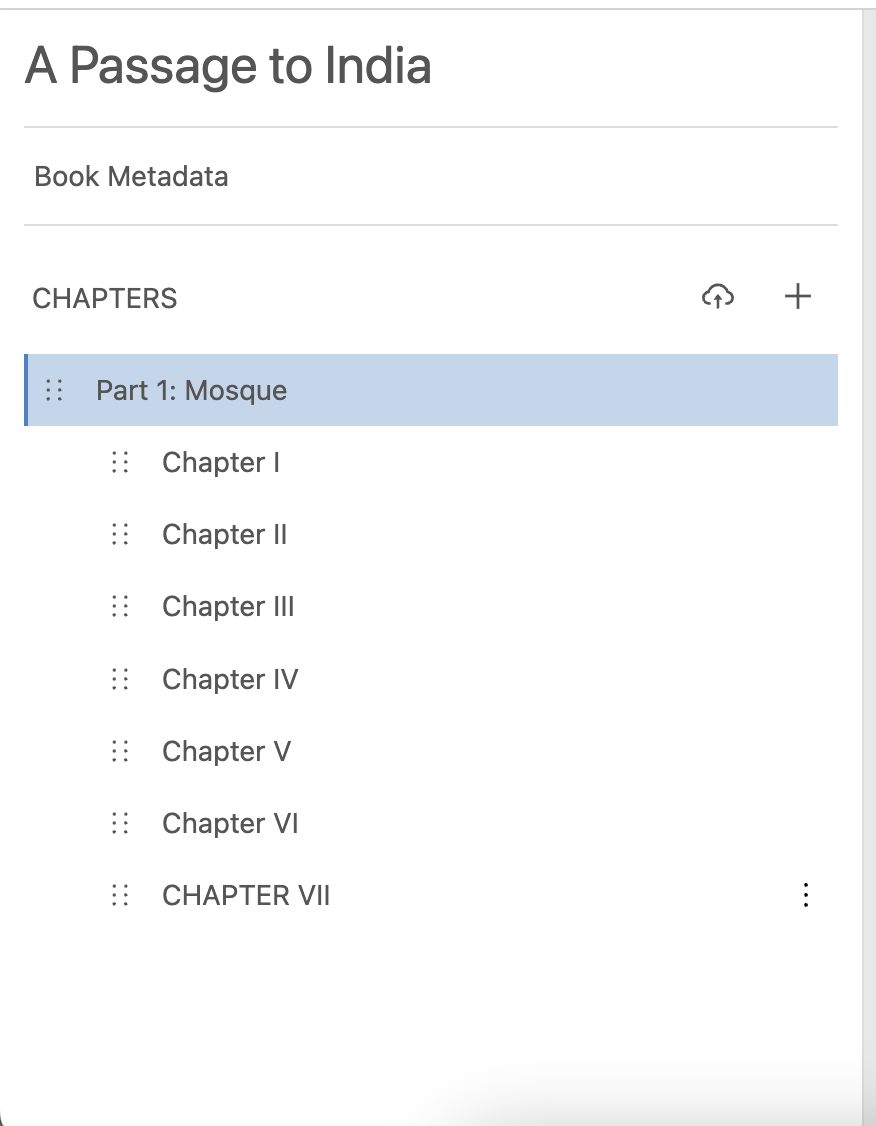 A Passage to India
Book Metadata
CHAPTERS
Part 1: Mosque
Chapter I
Chapter II
Chapter III
Chapter IV
Chapter V
Chapter VI
CHAPTER VII